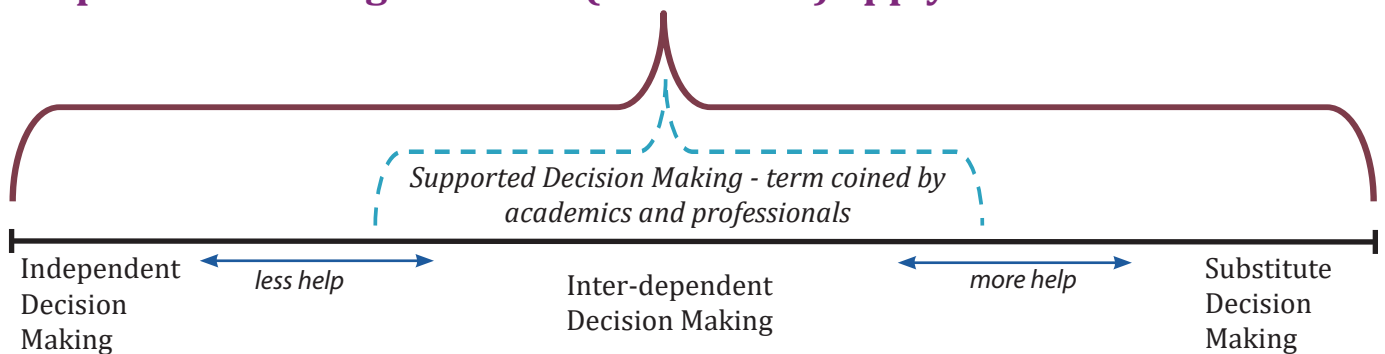 Supported Decision Making - term coined by
academics and professionals
Independent
Decision
Making
less help
Inter-dependent
Decision Making
more help
Substitute
Decision
Making